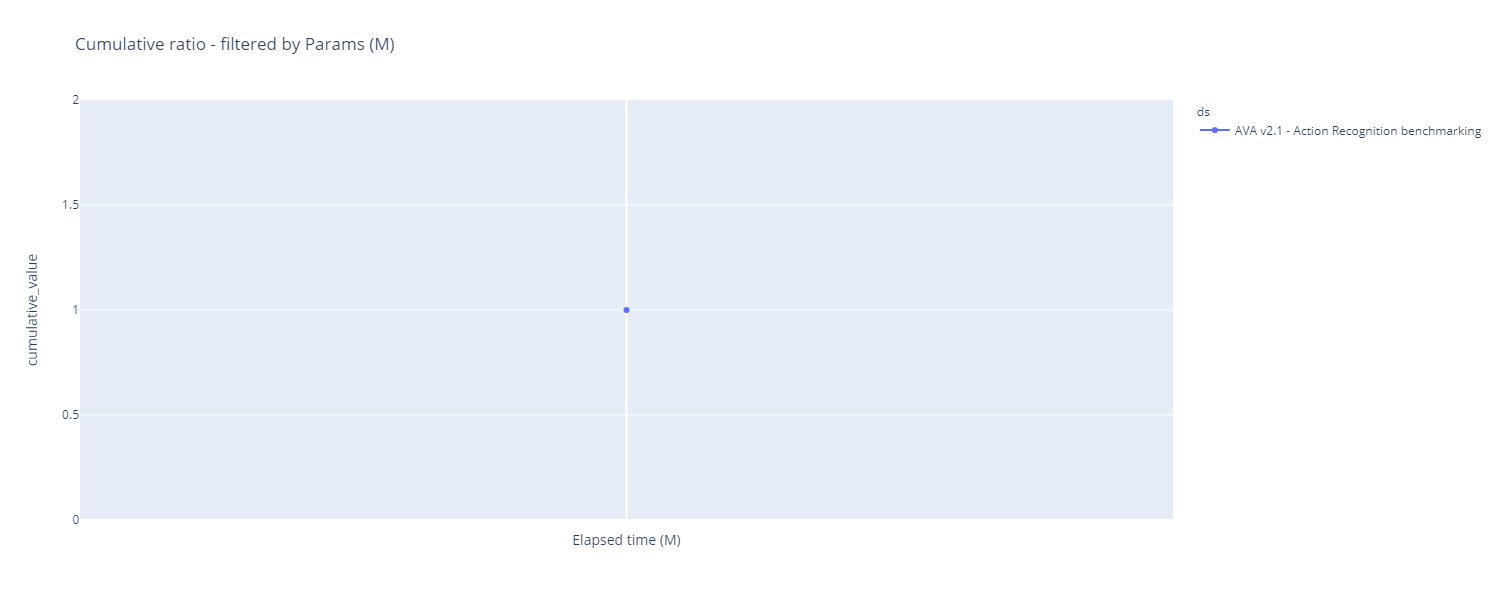 Cumulative ratio - filtered by Params (M)
2
1.5
1
0.5
0
cumulative_value
Elapsed time (M)
ds
AVA v2.1 - Action Recognition benchmarking